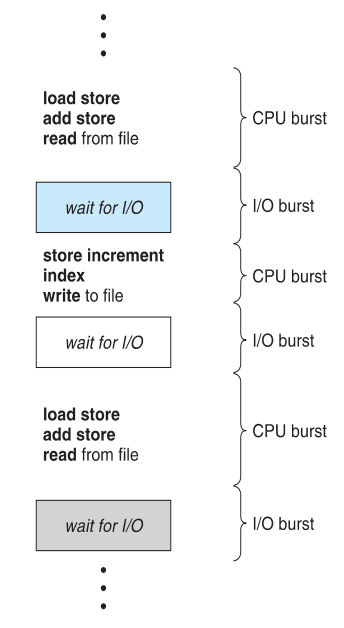 load store
add store
read from file
CPU burst
wait for I/O
I/O burst
store increment
index
write to file
CPU burst
wait for I/O
I/O burst
load store
add store
read from file
CPU burst
wait for I/O
I/O burst